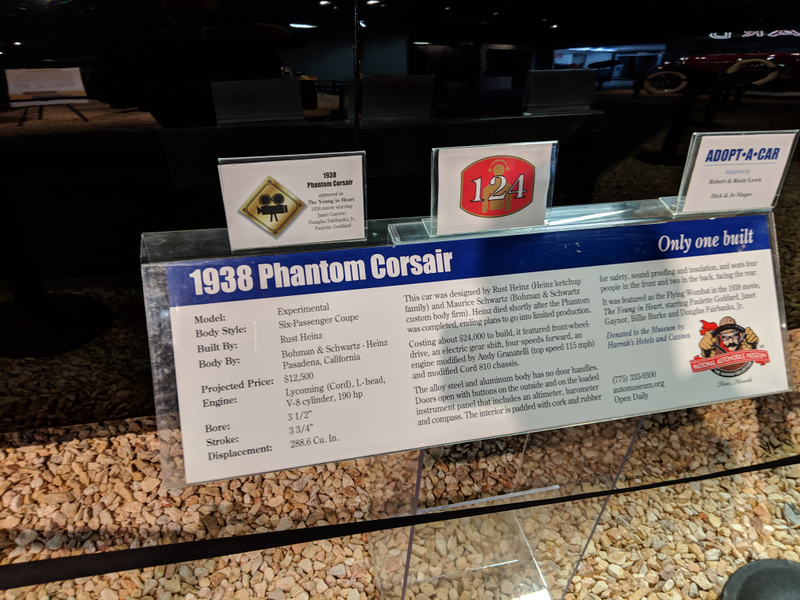 1938
Phantom Corsair
appeared in
The Young in Heart
1938 movie starring
Janet Gaynor,
Douglas Fairbanks, Jr.,
Paulette Goddard
124
ADOPT•A•CAR
Adopted by
Robert & Rosie Lewis
Dick & Jo Magee
1938 Phantom Corsair
Only one built
Model: Experimental
Body Style: Six-Passenger Coupe
Built By: Rust Heinz
Body By: Bohman & Schwartz - Heinz
Pasadena, California
Projected Price: $12,500
Engine: Lycoming (Cord), L-head,
V-8 cylinder, 190 hp
Bore: 3 1/2"
Stroke: 3 3/4"
Displacement: 288.6 Cu. In.
This car was designed by Rust Heinz (Heinz ketchup
family) and Maurice Schwartz (Bohman & Schwartz
custom body firm). Heinz died shortly after the Phantom
was completed, ending plans to go into limited production.
Costing about $24,000 to build, it featured front-wheel-
drive, an electric gear shift, four speeds forward, an
engine modified by Andy Granatelli (top speed 115 mph)
and modified Cord 810 chassis.
The alloy steel and aluminum body has no door handles.
Doors open with buttons on the outside and on the loaded
instrument panel that includes an altimeter, barometer
and compass. The interior is padded with cork and rubber
for safety, sound proofing and insulation, and seats four
people in the front and two in the back, facing the rear.
It was featured as the Flying Wombat in the 1938 movie,
The Young in Heart, starring Paulette Goddard, Janet
Gaynor, Billie Burke and Douglas Fairbanks, Jr.
Donated to the Museum by
Harrah's Hotels and Casinos
(775) 333-9300
automuseum.org
Open Daily
NATIONAL AUTOMOBILE MUSEUM
Reno, Nevada